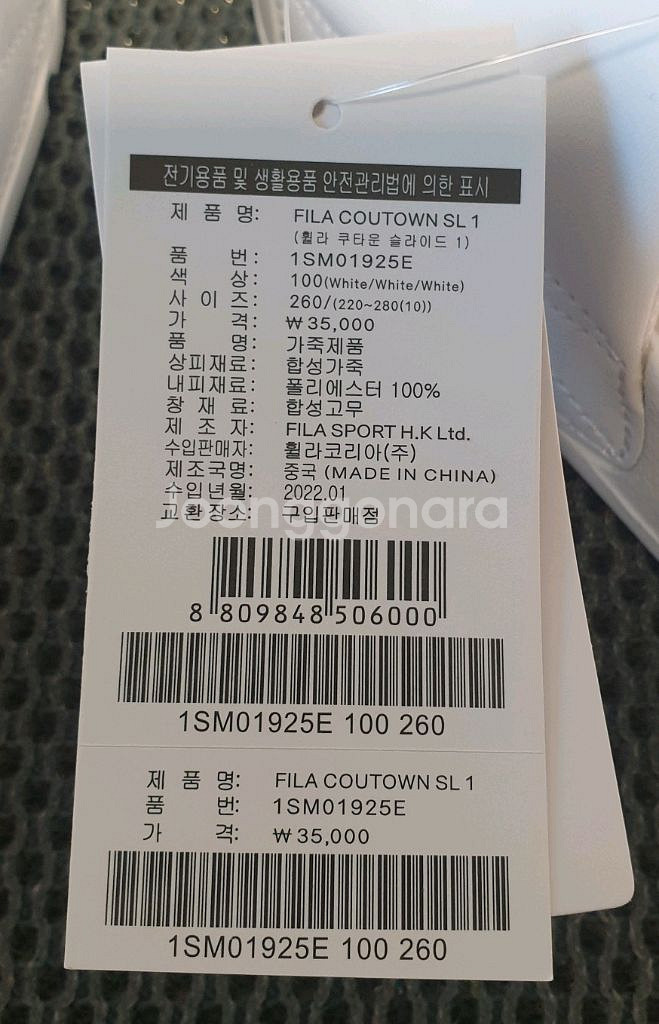 전기용품 및 생활용품 안전관리법에 의한 표시
제 품 명: FILA COUTOWN SL 1
(휠라 쿠타운 슬라이드 1)
품 번: 1SM01925E
색 상: 100(White/White/White)
사 이 즈: 260/(220~280(10))
가 격: ₩35,000
품 명: 가죽제품
상피재료: 합성가죽
내피재료: 폴리에스터 100%
창 재 료: 합성고무
제 조 자: FILA SPORT H.K Ltd.
수입판매자: 휠라코리아(주)
제조국명: 중국 (MADE IN CHINA)
수입년월: 2022.01
교환장소: 구입판매점
Joonggonara
8 809848 506000
1SM01925E 100 260
제 품 명: FILA COUTOWN SL 1
품 번: 1SM01925E
가 격: ₩35,000
1SM01925E 100 260